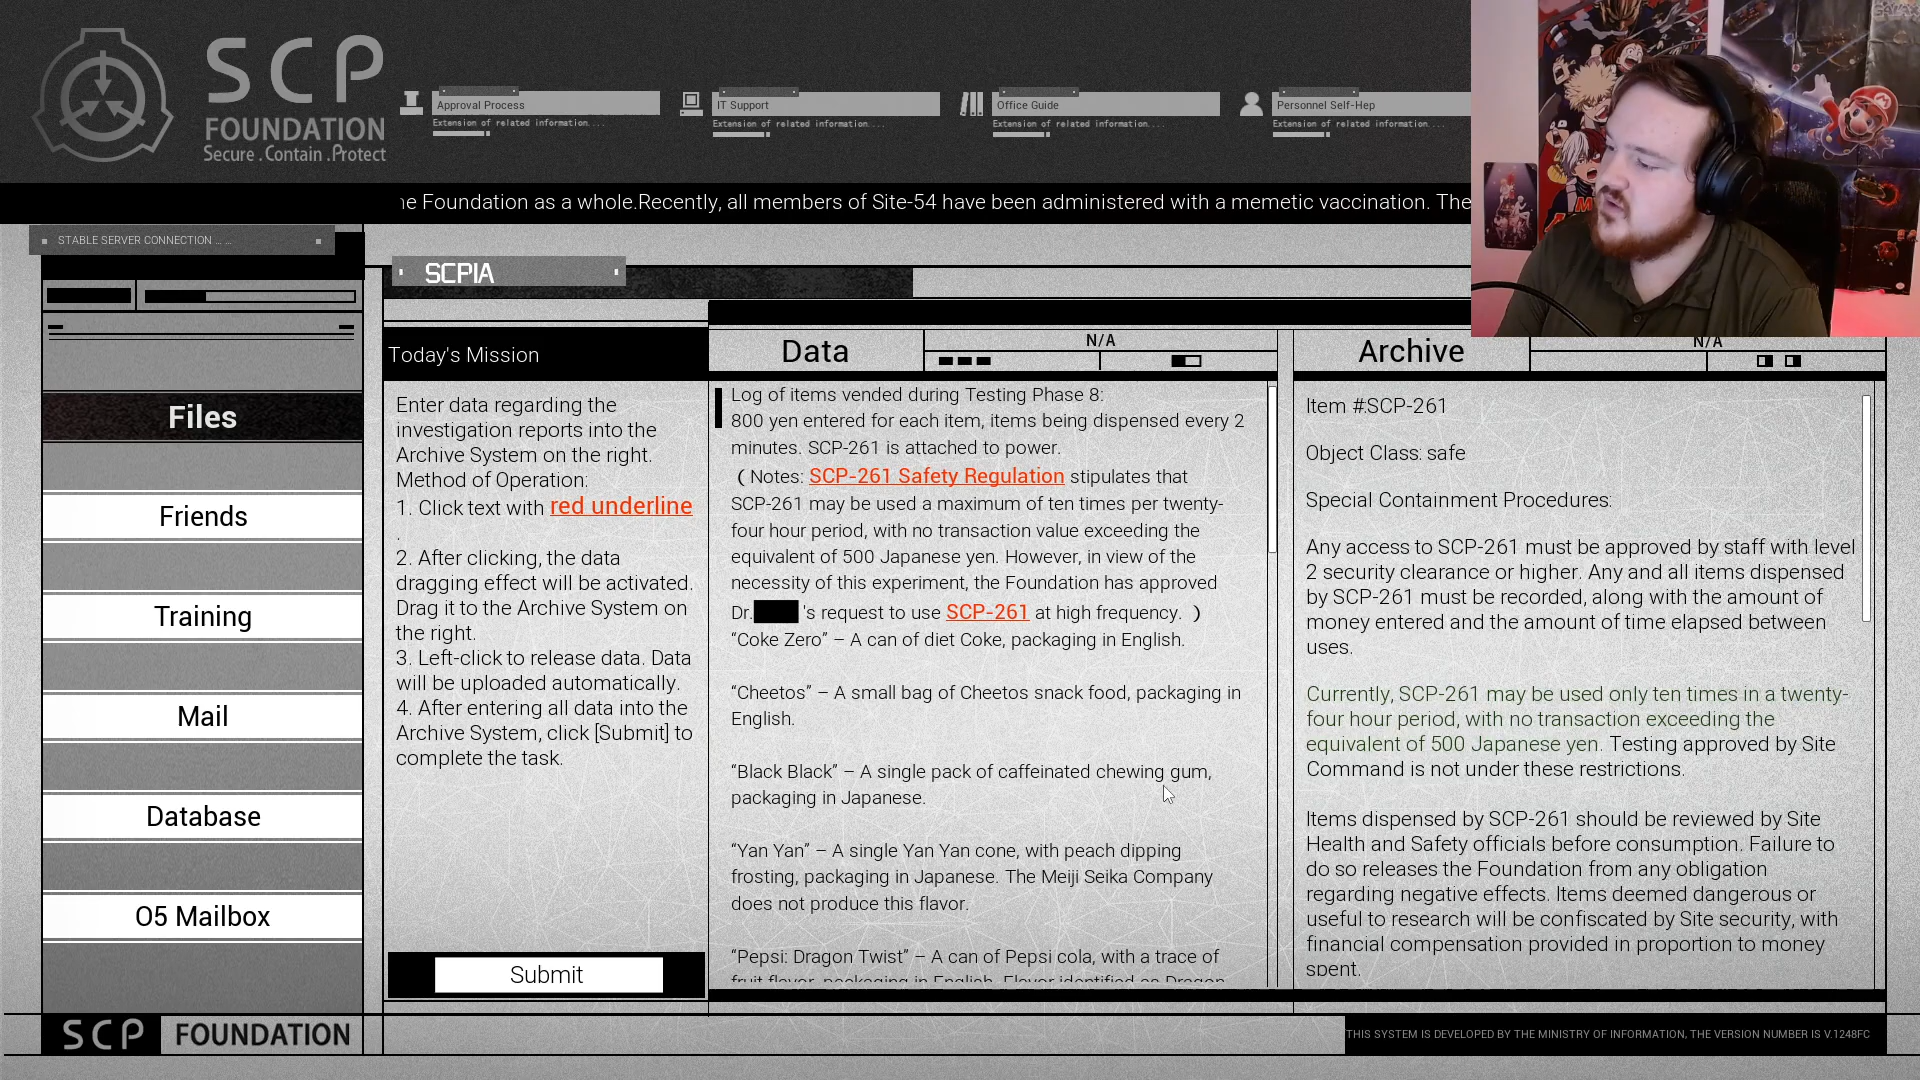 SCP
FOUNDATION
Secure . Contain . Protect
Approval Process
Extension of related information....
IT Support
Extension of related information....
Office Guide
Extension of related information....
Personnel Self-Hep
Extension of related information....
he Foundation as a whole.Recently, all members of Site-54 have been administered with a memetic vaccination. The
STABLE SERVER CONNECTION ... ...
SCPIA
Files
Friends
Training
Mail
Database
O5 Mailbox
Today's Mission
Enter data regarding the
investigation reports into the
Archive System on the right.
Method of Operation:
1. Click text with red underline
.
2. After clicking, the data
dragging effect will be activated.
Drag it to the Archive System on
the right.
3. Left-click to release data. Data
will be uploaded automatically.
4. After entering all data into the
Archive System, click [Submit] to
complete the task.
Submit
Data
N/A
Log of items vended during Testing Phase 8:
800 yen entered for each item, items being dispensed every 2
minutes. SCP-261 is attached to power.
( Notes: SCP-261 Safety Regulation stipulates that
SCP-261 may be used a maximum of ten times per twenty-
four hour period, with no transaction value exceeding the
equivalent of 500 Japanese yen. However, in view of the
necessity of this experiment, the Foundation has approved
Dr. 's request to use SCP-261 at high frequency. )
“Coke Zero” – A can of diet Coke, packaging in English.
“Cheetos” – A small bag of Cheetos snack food, packaging in
English.
“Black Black” – A single pack of caffeinated chewing gum,
packaging in Japanese.
“Yan Yan” – A single Yan Yan cone, with peach dipping
frosting, packaging in Japanese. The Meiji Seika Company
does not produce this flavor.
“Pepsi: Dragon Twist” – A can of Pepsi cola, with a trace of
fruit flavor, packaging in English. Flavor identified as Dragon
Archive
N/A
Item #:SCP-261
Object Class: safe
Special Containment Procedures:
Any access to SCP-261 must be approved by staff with level
2 security clearance or higher. Any and all items dispensed
by SCP-261 must be recorded, along with the amount of
money entered and the amount of time elapsed between
uses.
Currently, SCP-261 may be used only ten times in a twenty-
four hour period, with no transaction exceeding the
equivalent of 500 Japanese yen. Testing approved by Site
Command is not under these restrictions.
Items dispensed by SCP-261 should be reviewed by Site
Health and Safety officials before consumption. Failure to
do so releases the Foundation from any obligation
regarding negative effects. Items deemed dangerous or
useful to research will be confiscated by Site security, with
financial compensation provided in proportion to money
spent.
SCP FOUNDATION
THIS SYSTEM IS DEVELOPED BY THE MINISTRY OF INFORMATION, THE VERSION NUMBER IS V.1248FC